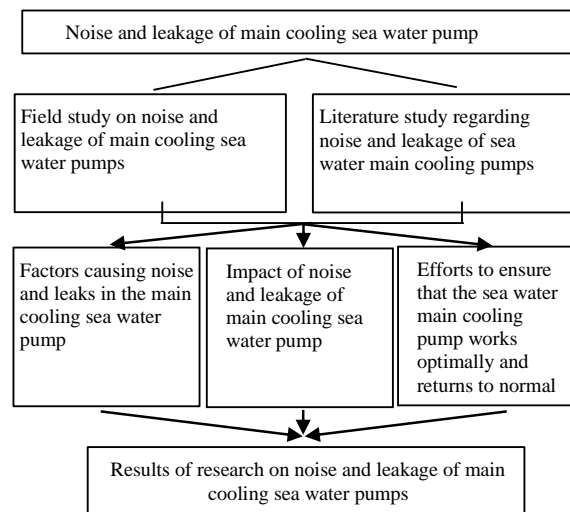 Noise and leakage of main cooling sea water pump
Field study on noise and
leakage of main cooling sea
water pumps
Literature study regarding
noise and leakage of sea
water main cooling pumps
Factors causing noise
and leaks in the main
cooling sea water
pump
Impact of noise
and leakage of
main cooling sea
water pump
Efforts to ensure
that the sea water
main cooling
pump works
optimally and
returns to normal
Results of research on noise and leakage of main
cooling sea water pumps